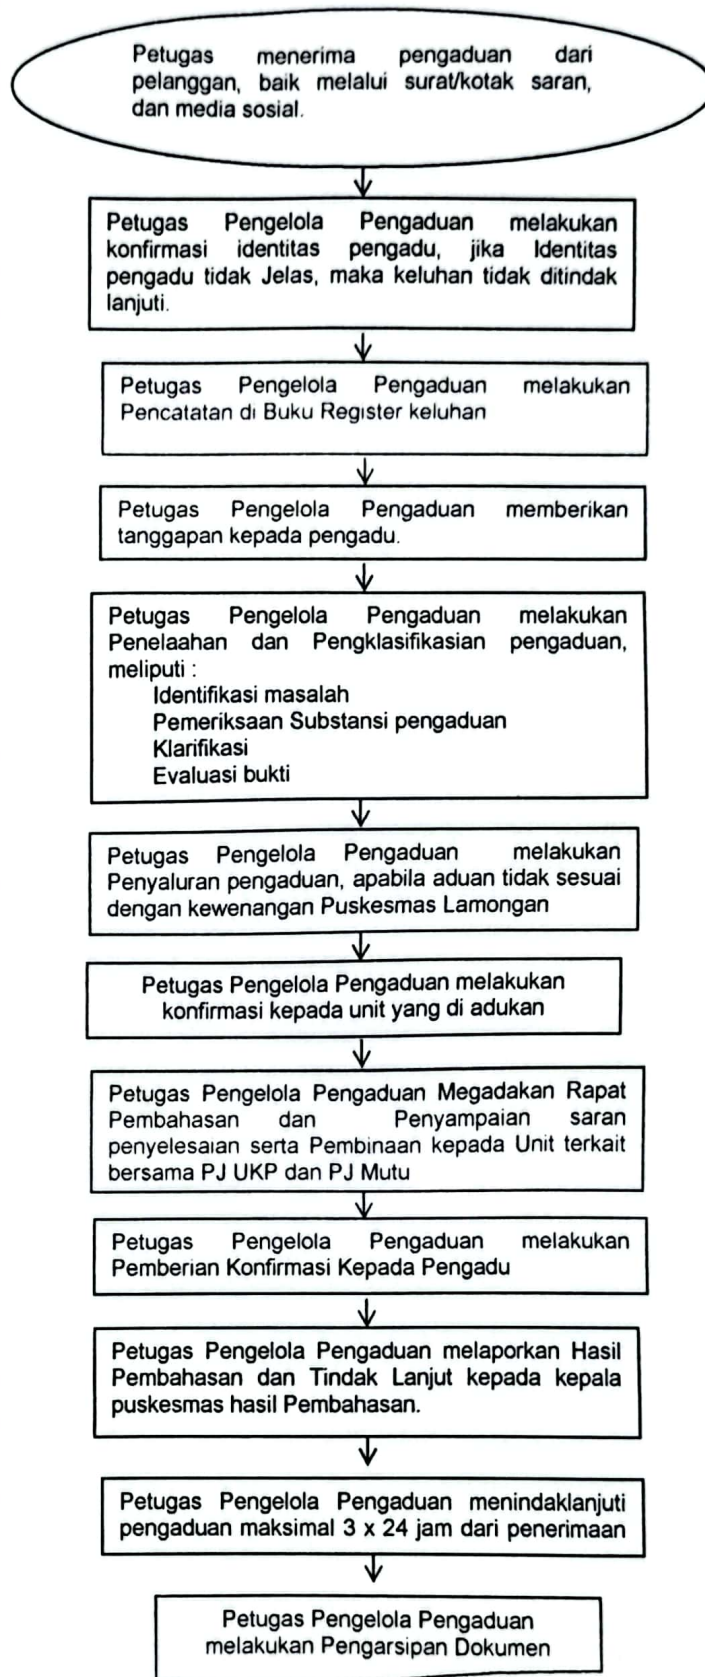 Petugas menerima pengaduan dari
pelanggan, baik melalui surat/kotak saran,
dan media sosial.
Petugas Pengelola Pengaduan melakukan
konfirmasi identitas pengadu, jika Identitas
pengadu tidak Jelas, maka keluhan tidak ditindak
lanjuti.
Petugas Pengelola Pengaduan melakukan
Pencatatan di Buku Register keluhan
Petugas Pengelola Pengaduan memberikan
tanggapan kepada pengadu.
Petugas Pengelola Pengaduan melakukan
Penelaahan dan Pengklasifikasian pengaduan,
meliputi :
Identifikasi masalah
Pemeriksaan Substansi pengaduan
Klarifikasi
Evaluasi bukti
Petugas Pengelola Pengaduan melakukan
Penyaluran pengaduan, apabila aduan tidak sesuai
dengan kewenangan Puskesmas Lamongan
Petugas Pengelola Pengaduan melakukan
konfirmasi kepada unit yang di adukan
Petugas Pengelola Pengaduan Megadakan Rapat
Pembahasan dan Penyampaian saran
penyelesaian serta Pembinaan kepada Unit terkait
bersama PJ UKP dan PJ Mutu
Petugas Pengelola Pengaduan melakukan
Pemberian Konfirmasi Kepada Pengadu
Petugas Pengelola Pengaduan melaporkan Hasil
Pembahasan dan Tindak Lanjut kepada kepala
puskesmas hasil Pembahasan.
Petugas Pengelola Pengaduan menindaklanjuti
pengaduan maksimal 3 x 24 jam dari penerimaan
Petugas Pengelola Pengaduan
melakukan Pengarsipan Dokumen